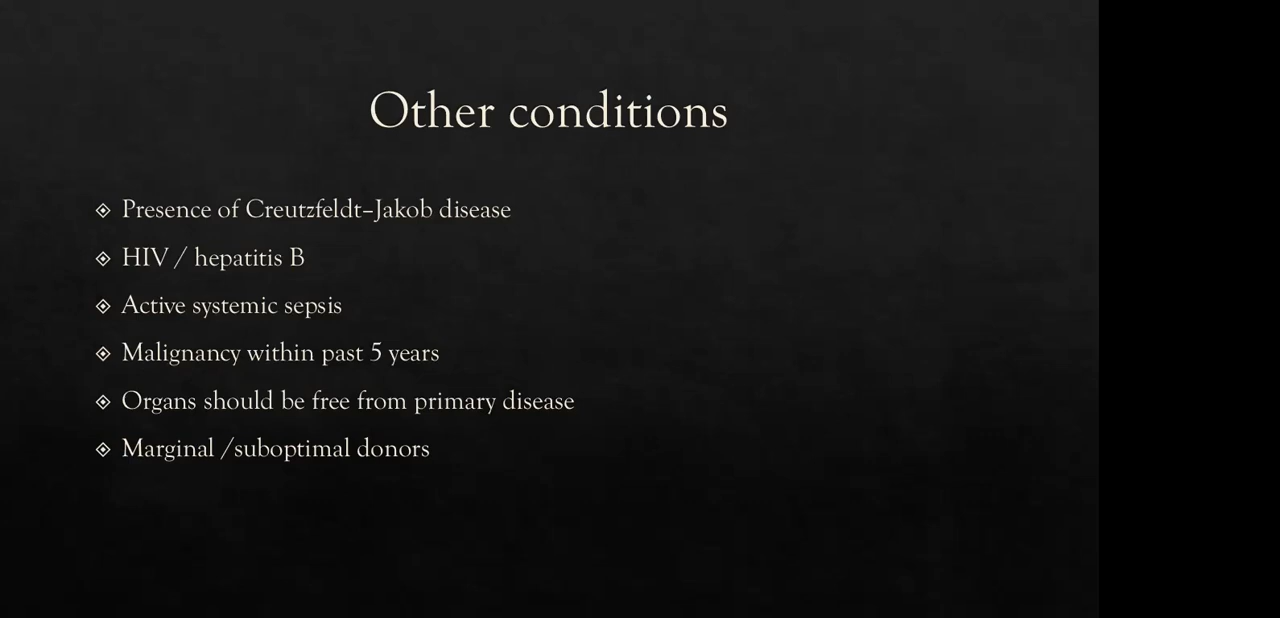 Other conditions
Presence of Creutzfeldt–Jakob disease
HIV / hepatitis B
Active systemic sepsis
Malignancy within past 5 years
Organs should be free from primary disease
Marginal /suboptimal donors